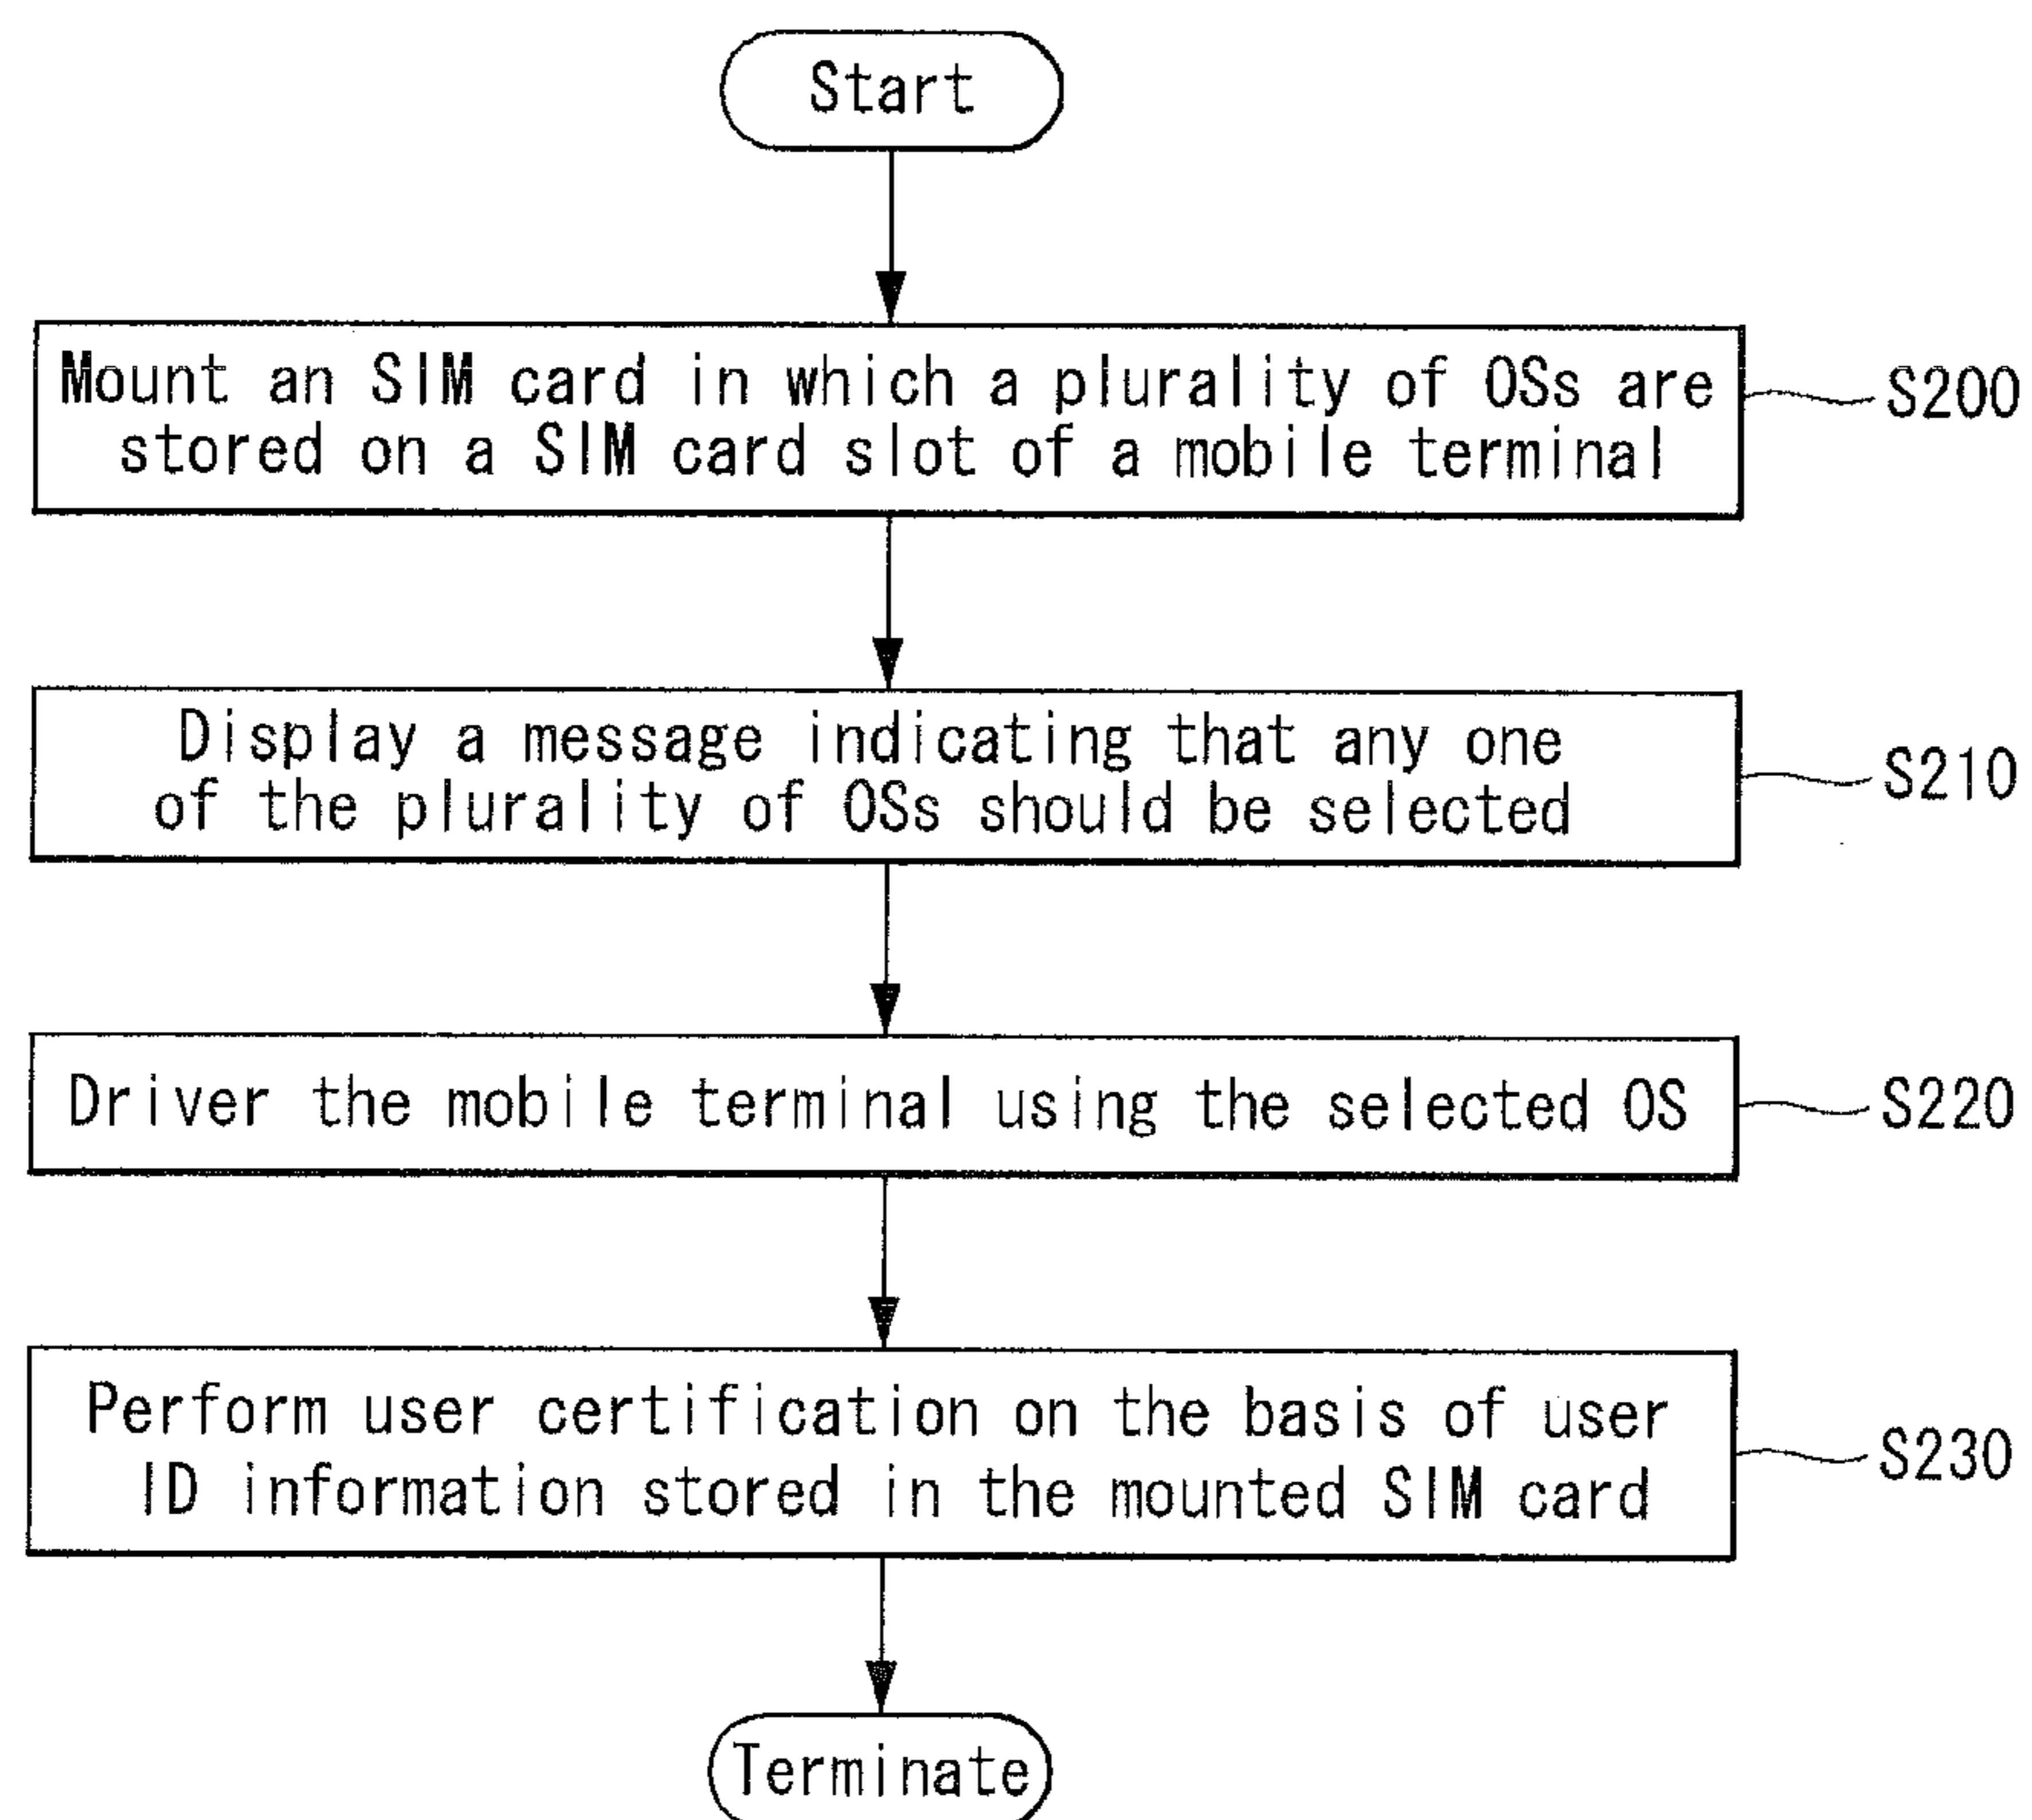 Start
Mount an SIM card in which a plurality of OSs are
stored on a SIM card slot of a mobile terminal
S200
Display a message indicating that any one
of the plurality of OSs should be selected
S210
Driver the mobile terminal using the selected OS
S220
Perform user certification on the basis of user
ID information stored in the mounted SIM card
S230
Terminate